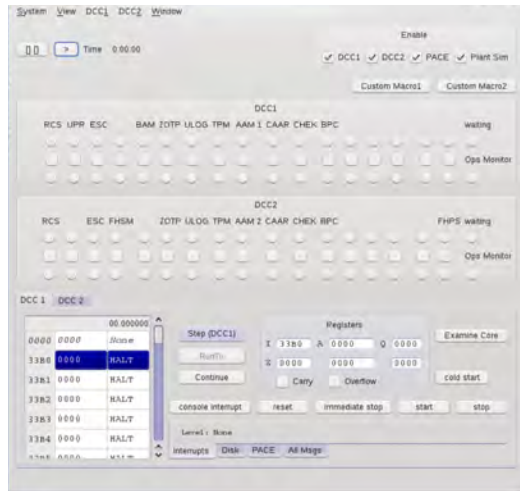 System View DCC1 DCC2 Window
Enable
> Time 0:00:00
DCC1 DCC2 PACE Plant Sim
Custom Macro1 Custom Macro2
DCC1
RCS UPR ESC BAM ZOTP ULOG TPM AAM 1 CAAR CHEK BPC waiting
Ops Monitor
DCC2
RCS ESC FHSM ZOTP ULOG TPM AAM 2 CAAR CHEK BPC FHPS waiting
Ops Monitor
DCC 1 DCC 2
00.000000
0000 0000 None
33B0 0000 HALT
33B1 0000 HALT
33B2 0000 HALT
33B3 0000 HALT
33B4 0000 HALT
Step (DCC1)
RunTo
Continue
Registers
I 33B0 A 0000 Q 0000
0000 0000 0000
Carry Overflow
Examine Core
cold start
console interrupt reset immediate stop start stop
Level: None
Interrupts Disk PACE All Msgs